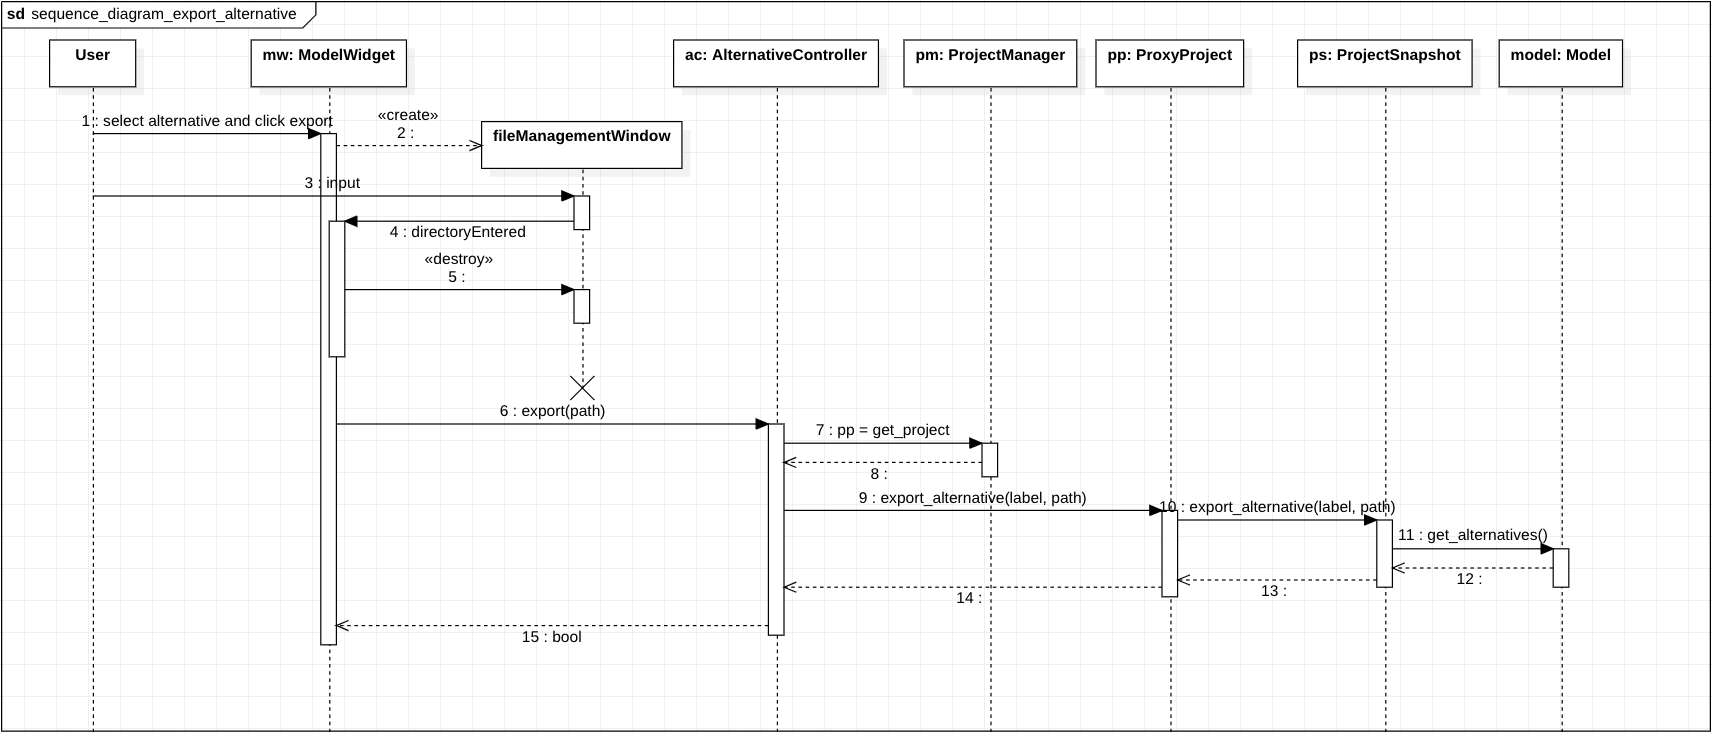 sd sequence_diagram_export_alternative
User
mw: ModelWidget
ac: AlternativeController
pm: ProjectManager
pp: ProxyProject
ps: ProjectSnapshot
model: Model
1 : select alternative and click export
«create»
2 :
fileManagementWindow
3 : input
4 : directoryEntered
«destroy»
5 :
6 : export(path)
7 : pp = get_project
8 :
9 : export_alternative(label, path)
10 : export_alternative(label, path)
11 : get_alternatives()
12 :
13 :
14 :
15 : bool